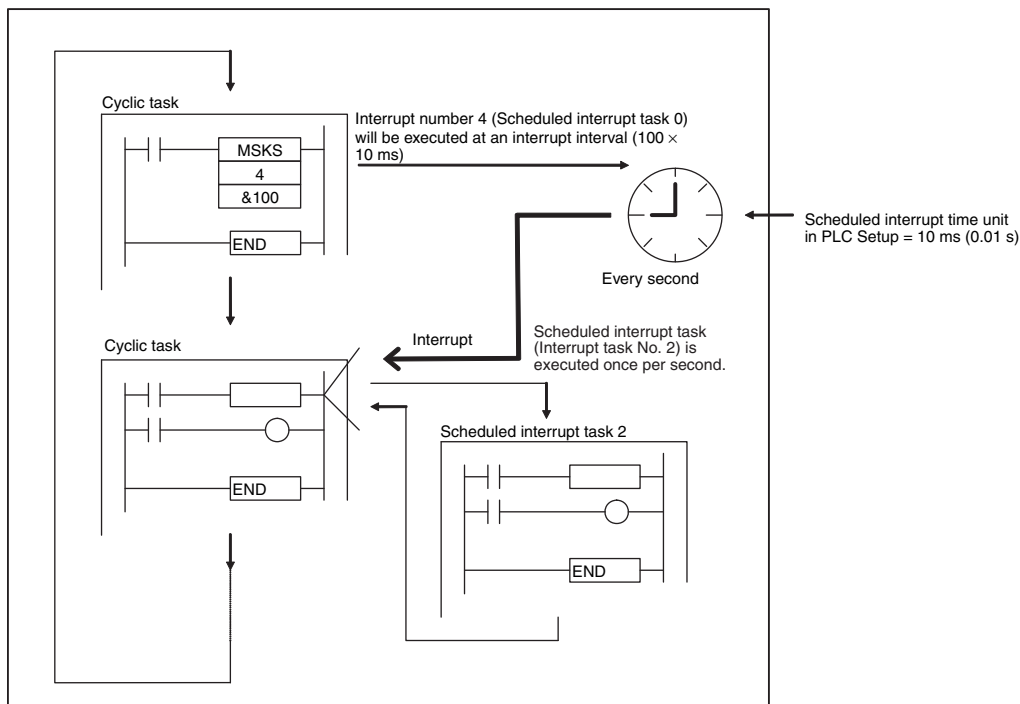 Cyclic task
MSKS
4
&100
END
Interrupt number 4 (Scheduled interrupt task 0)
will be executed at an interrupt interval (100 ×
10 ms)
Scheduled interrupt time unit
in PLC Setup = 10 ms (0.01 s)
Every second
Cyclic task
Interrupt
Scheduled interrupt task
(Interrupt task No. 2) is
executed once per second.
END
Scheduled interrupt task 2
END